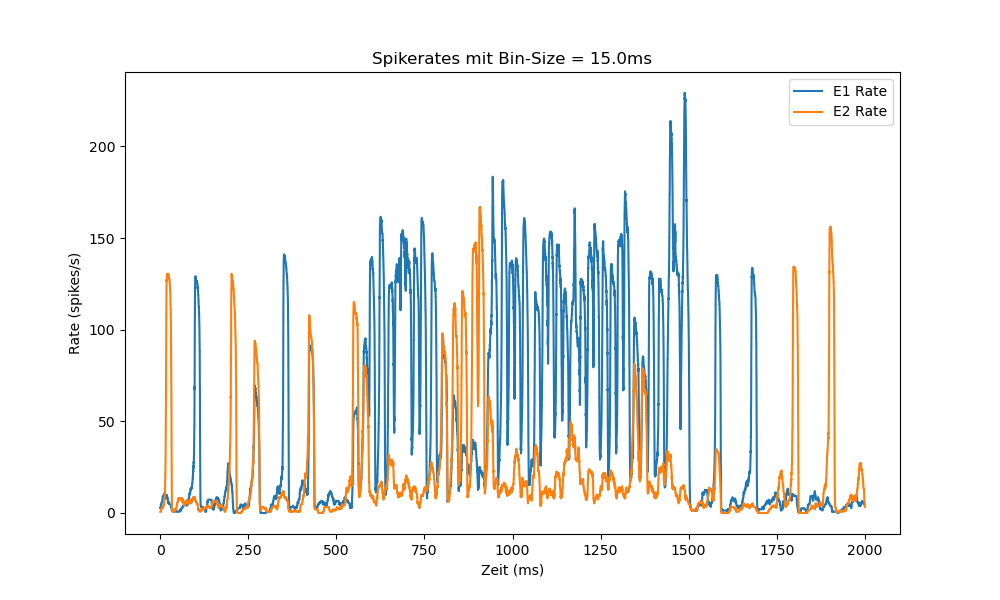 Spikerates mit Bin-Size = 15.0ms
E1 Rate
E2 Rate
200
150
100
50
0
Rate (spikes/s)
0 250 500 750 1000 1250 1500 1750 2000
Zeit (ms)